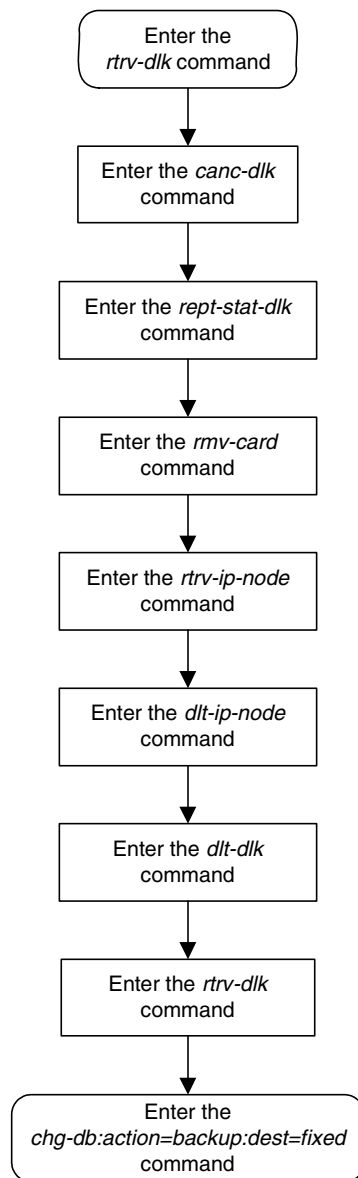 Enter the
rtrv-dlk command
Enter the canc-dlk
command
Enter the rept-stat-dlk
command
Enter the rmv-card
command
Enter the rtrv-ip-node
command
Enter the dlt-ip-node
command
Enter the dlt-dlk
command
Enter the rtrv-dlk
command
Enter the
chg-db:action=backup:dest=fixed
command